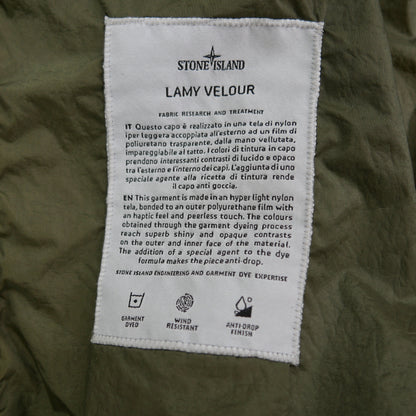 STONE ISLAND
LAMY VELOUR
FABRIC RESEARCH AND TREATMENT
IT Questo capo è realizzato in una tela di nylon
iper leggera accoppiata all'esterno ad un film di
poliuretano trasparente, dalla mano vellutata,
impareggiabile al tatto. I colori di tintura in capo
prendono interessanti contrasti di lucido e opaco
tra l'esterno e l'interno dei capi. L'aggiunta di uno
speciale agente alla ricetta di tintura rende
il capo anti goccia.
EN This garment is made in an hyper light nylon
tela, bonded to an outer polyurethane film with
an haptic feel and peerless touch. The colours
obtained through the garment dyeing process
reach superb shiny and opaque contrasts
on the outer and inner face of the material.
The addition of a special agent to the dye
formula makes the piece anti-drop.
STONE ISLAND ENGINEERING AND GARMENT DYE EXPERTISE
GARMENT
DYED
WIND
RESISTANT
ANTI-DROP
FINISH